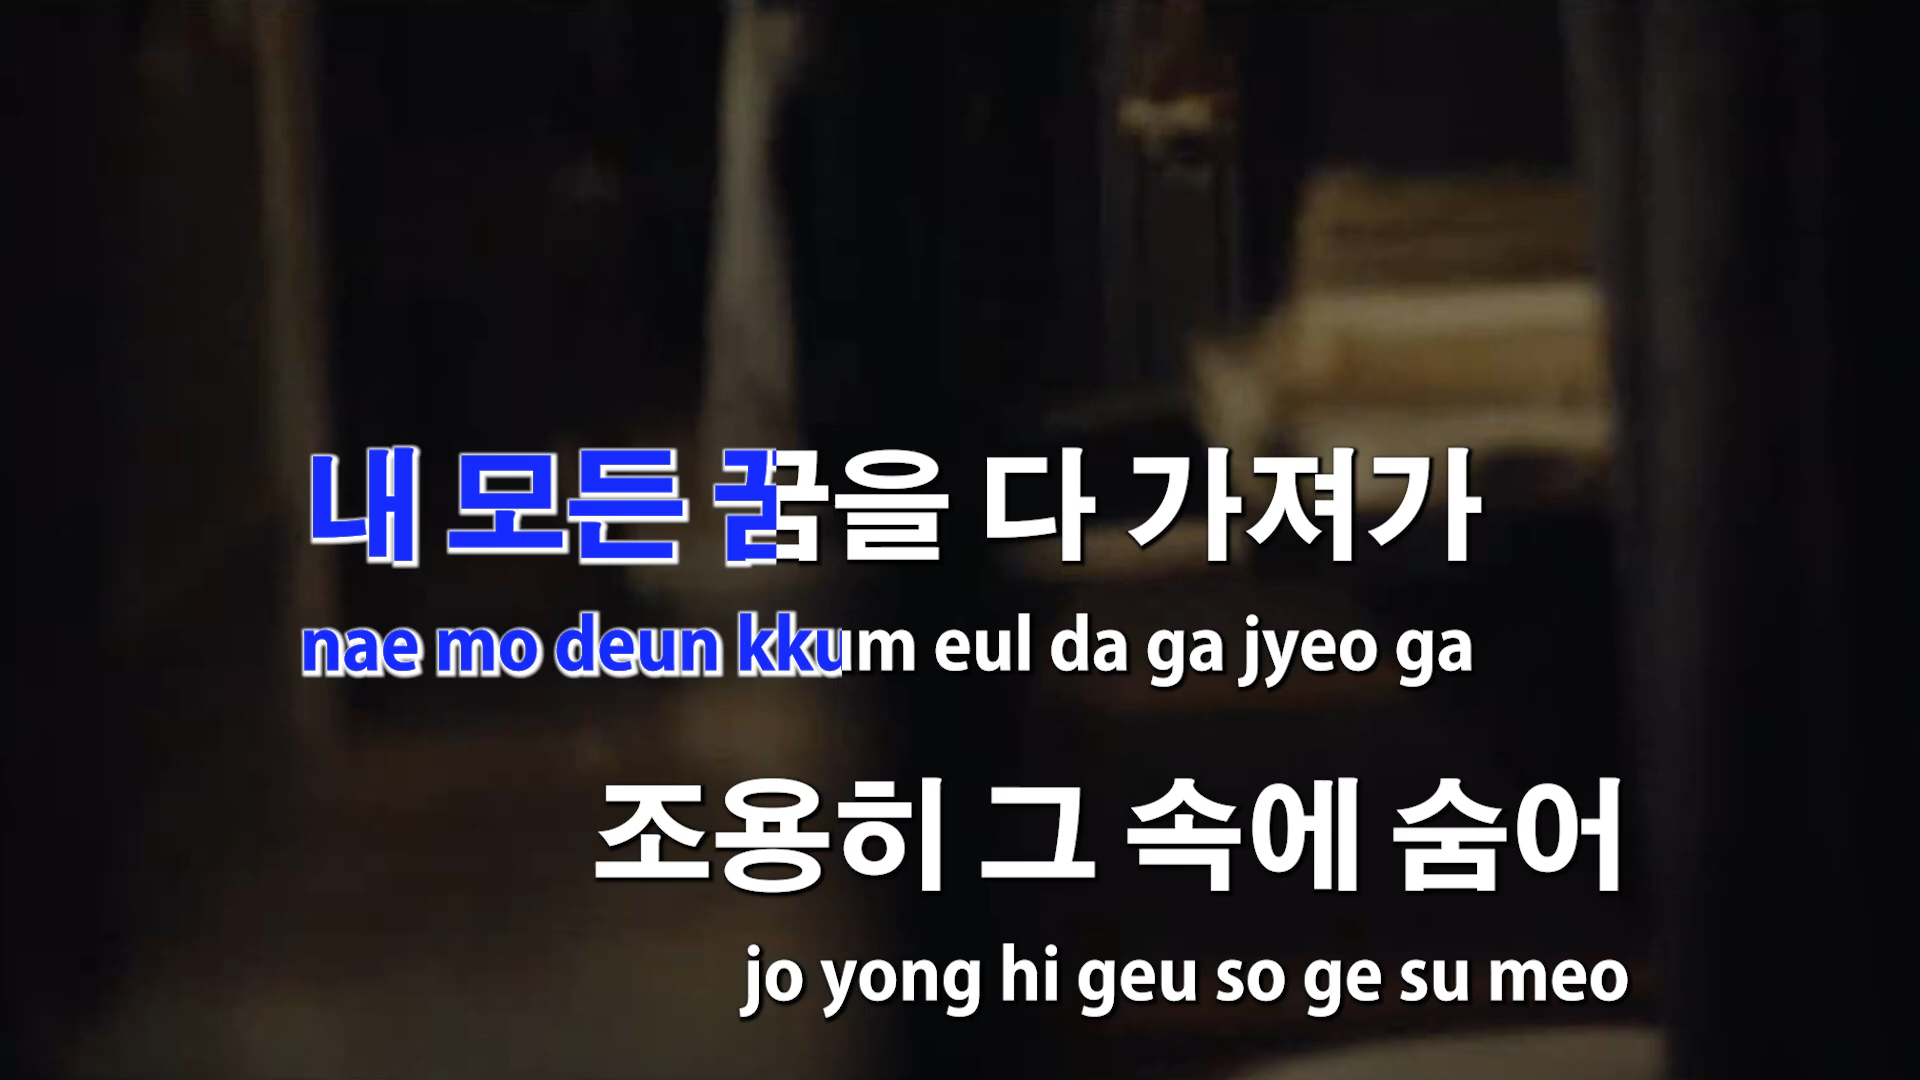 내 모든 꿈을 다 가져가
nae mo deun kkum eul da ga jyeo ga
조용히 그 속에 숨어
jo yong hi geu so ge su meo